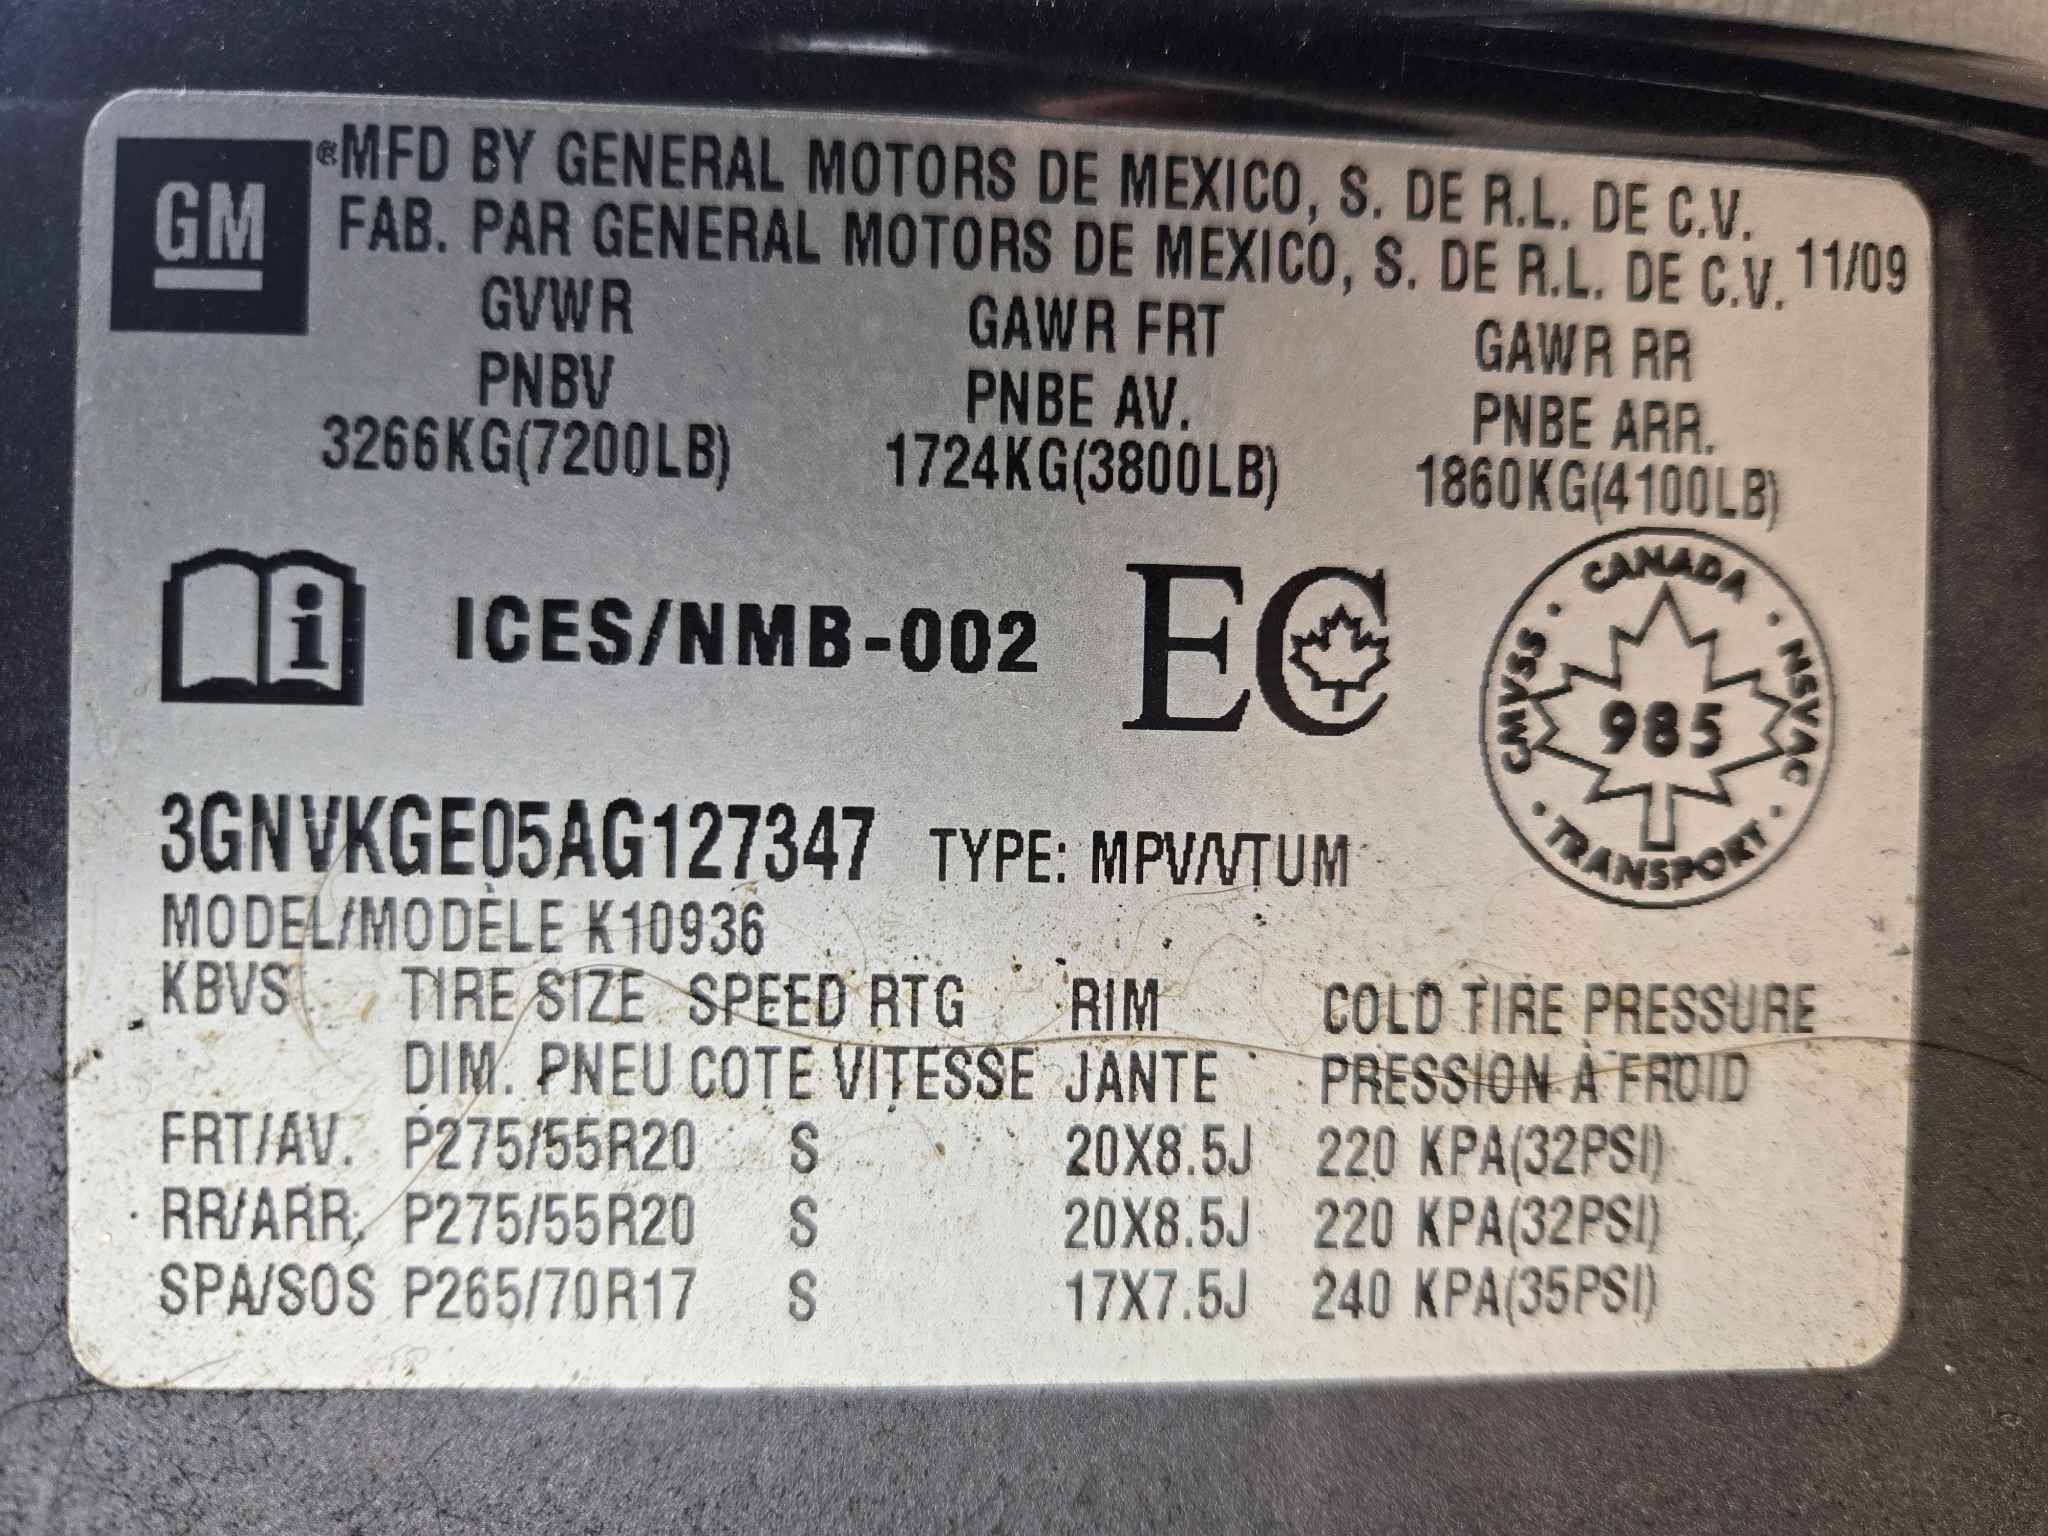 GM
® MFD BY GENERAL MOTORS DE MEXICO, S. DE R.L. DE C.V.
FAB. PAR GENERAL MOTORS DE MEXICO, S. DE R.L. DE C.V. 11/09
GVWR GAWR FRT GAWR RR
PNBV PNBE AV. PNBE ARR.
3266KG(7200LB) 1724KG(3800LB) 1860KG(4100LB)
i ICES/NMB-002 EC
CANADA · NSVAC · TRANSPORT · CMVSS ·
985
3GNVKGE05AG127347 TYPE: MPV/VTUM
MODEL/MODÈLE K10936
KBVS TIRE SIZE SPEED RTG RIM COLD TIRE PRESSURE
DIM. PNEU COTE VITESSE JANTE PRESSION À FROID
FRT/AV. P275/55R20 S 20X8.5J 220 KPA(32PSI)
RR/ARR. P275/55R20 S 20X8.5J 220 KPA(32PSI)
SPA/SOS P265/70R17 S 17X7.5J 240 KPA(35PSI)